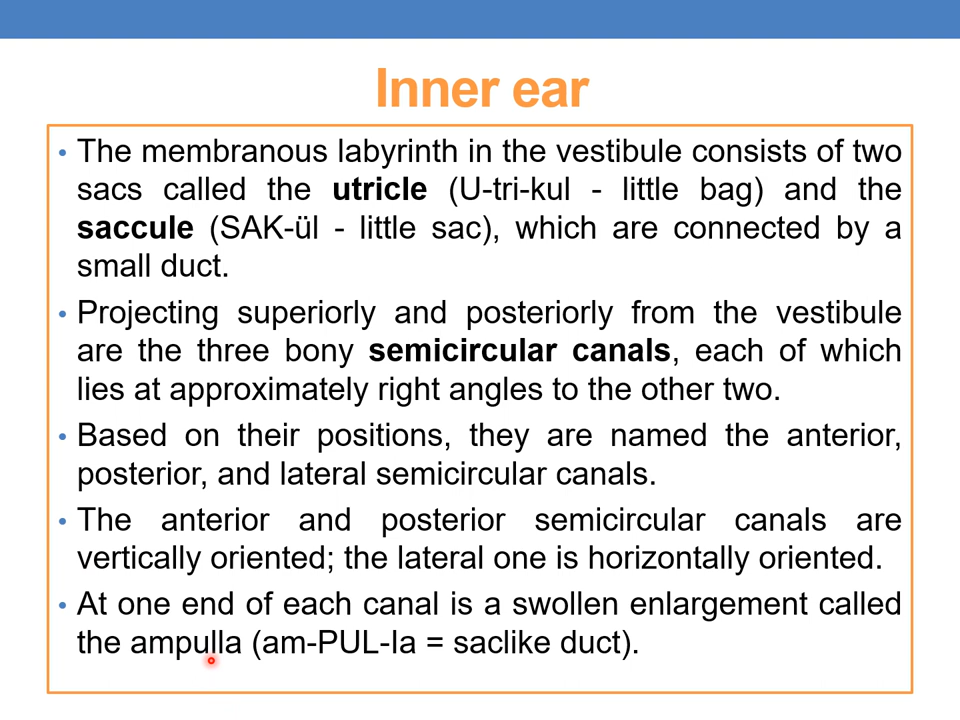 Inner ear
• The membranous labyrinth in the vestibule consists of two
sacs called the utricle (U-tri-kul - little bag) and the
saccule (SAK-ül - little sac), which are connected by a
small duct.
• Projecting superiorly and posteriorly from the vestibule
are the three bony semicircular canals, each of which
lies at approximately right angles to the other two.
• Based on their positions, they are named the anterior,
posterior, and lateral semicircular canals.
• The anterior and posterior semicircular canals are
vertically oriented; the lateral one is horizontally oriented.
• At one end of each canal is a swollen enlargement called
the ampulla (am-PUL-la = saclike duct).